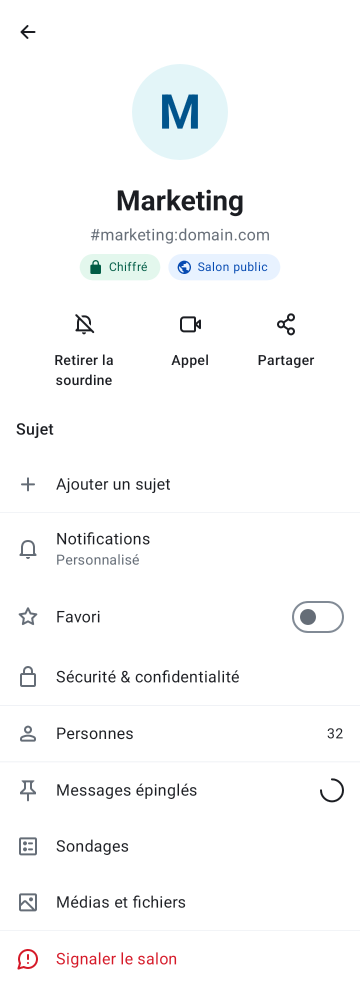 M
Marketing
#marketing:domain.com
Chiffré
Salon public
Retirer la
sourdine
Appel
Partager
Sujet
Ajouter un sujet
Notifications
Personnalisé
Favori
Sécurité & confidentialité
Personnes
32
Messages épinglés
Sondages
Médias et fichiers
Signaler le salon